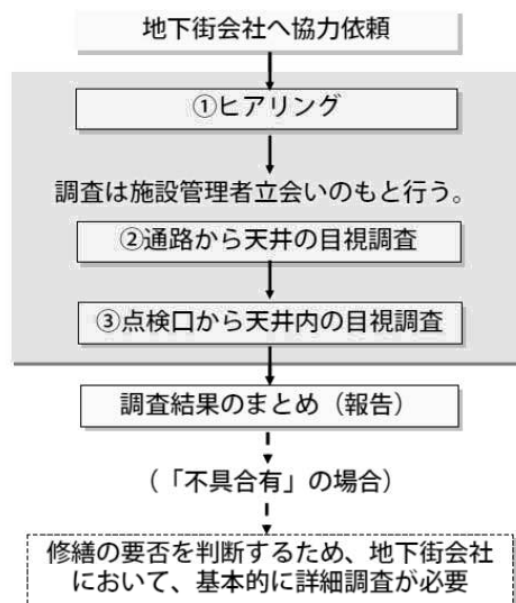 地下街会社へ協力依頼
①ヒアリング
調査は施設管理者立会いのもと行う。
②通路から天井の目視調査
③点検口から天井内の目視調査
調査結果のまとめ（報告）
（「不具合有」の場合）
修繕の要否を判断するため、地下街会社
において、基本的に詳細調査が必要